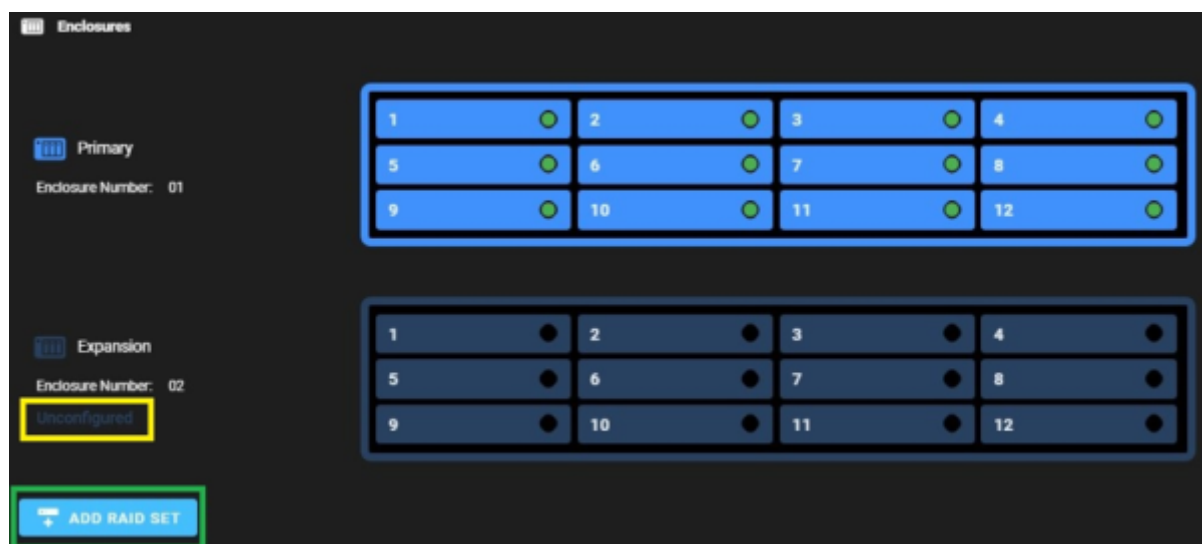 Enclosures
Primary
Enclosure Number: 01
1 2 3 4
5 6 7 8
9 10 11 12
Expansion
Enclosure Number: 02
Unconfigured
1 2 3 4
5 6 7 8
9 10 11 12
ADD RAID SET